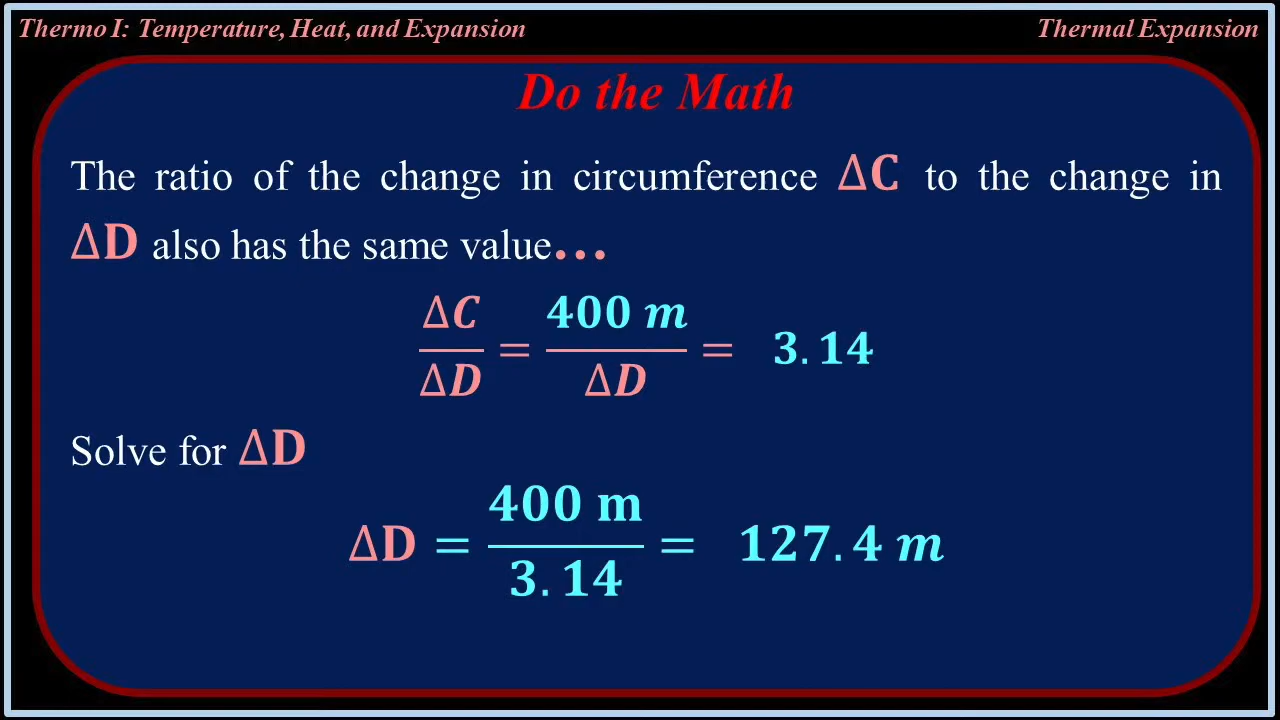 Thermo I: Temperature, Heat, and Expansion
Thermal Expansion
Do the Math
The ratio of the change in circumference ΔC to the change in
ΔD also has the same value...
ΔC/ΔD = 400 m/ΔD = 3.14
Solve for ΔD
ΔD = 400 m/3.14 = 127.4 m